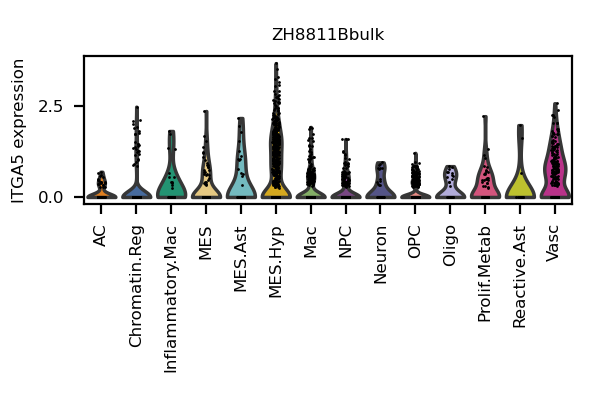 ZH8811Bbulk
ITGA5 expression
2.5
0.0
AC
Chromatin.Reg
Inflammatory.Mac
MES
MES.Ast
MES.Hyp
Mac
NPC
Neuron
OPC
Oligo
Prolif.Metab
Reactive.Ast
Vasc